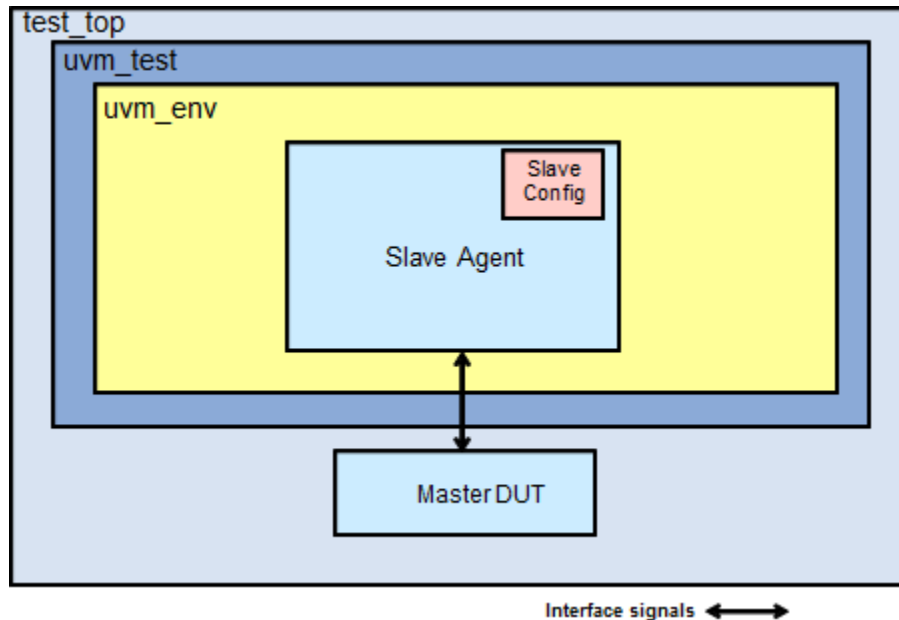 test_top
uvm_test
uvm_env
Slave
Config
Slave Agent
Master DUT
Interface signals